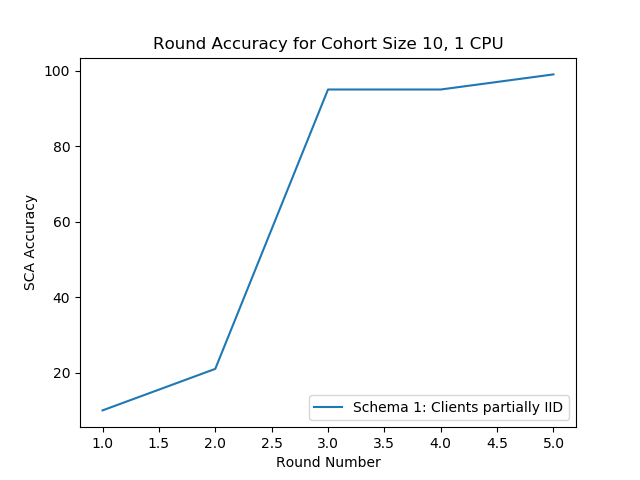 Round Accuracy for Cohort Size 10, 1 CPU
100
80
60
40
20
SCA Accuracy
Schema 1: Clients partially IID
1.0 1.5 2.0 2.5 3.0 3.5 4.0 4.5 5.0
Round Number